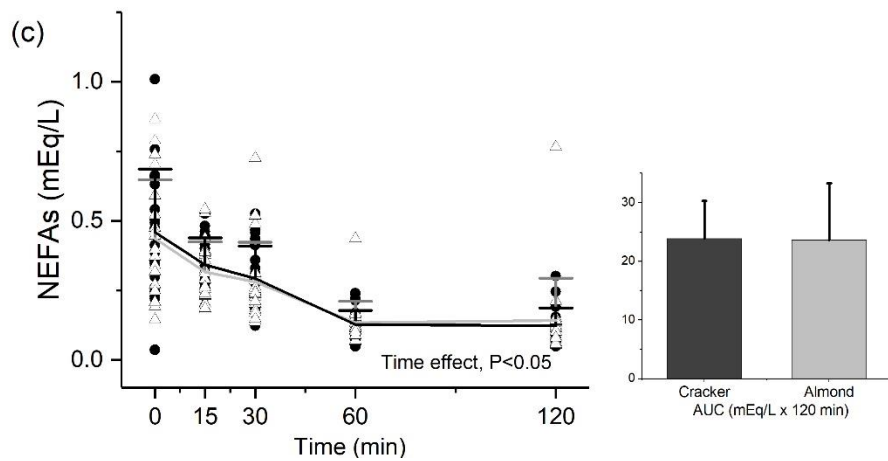 (c)
NEFAs (mEq/L)
1.0
0.5
0.0
Time effect, P<0.05
0 15 30 60 120
Time (min)
30
20
10
0
Cracker Almond
AUC (mEq/L x 120 min)